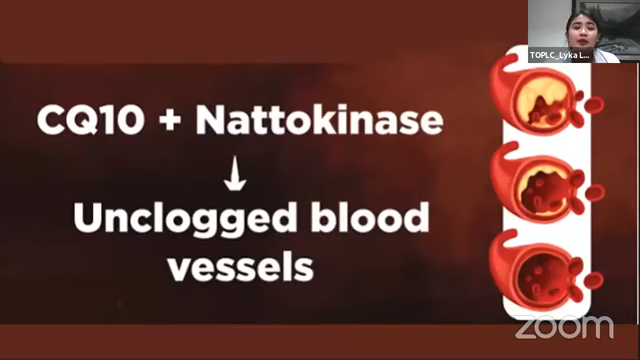 TOPLC_Lyka L...
CQ10 + Nattokinase
Unclogged blood
vessels
zoom